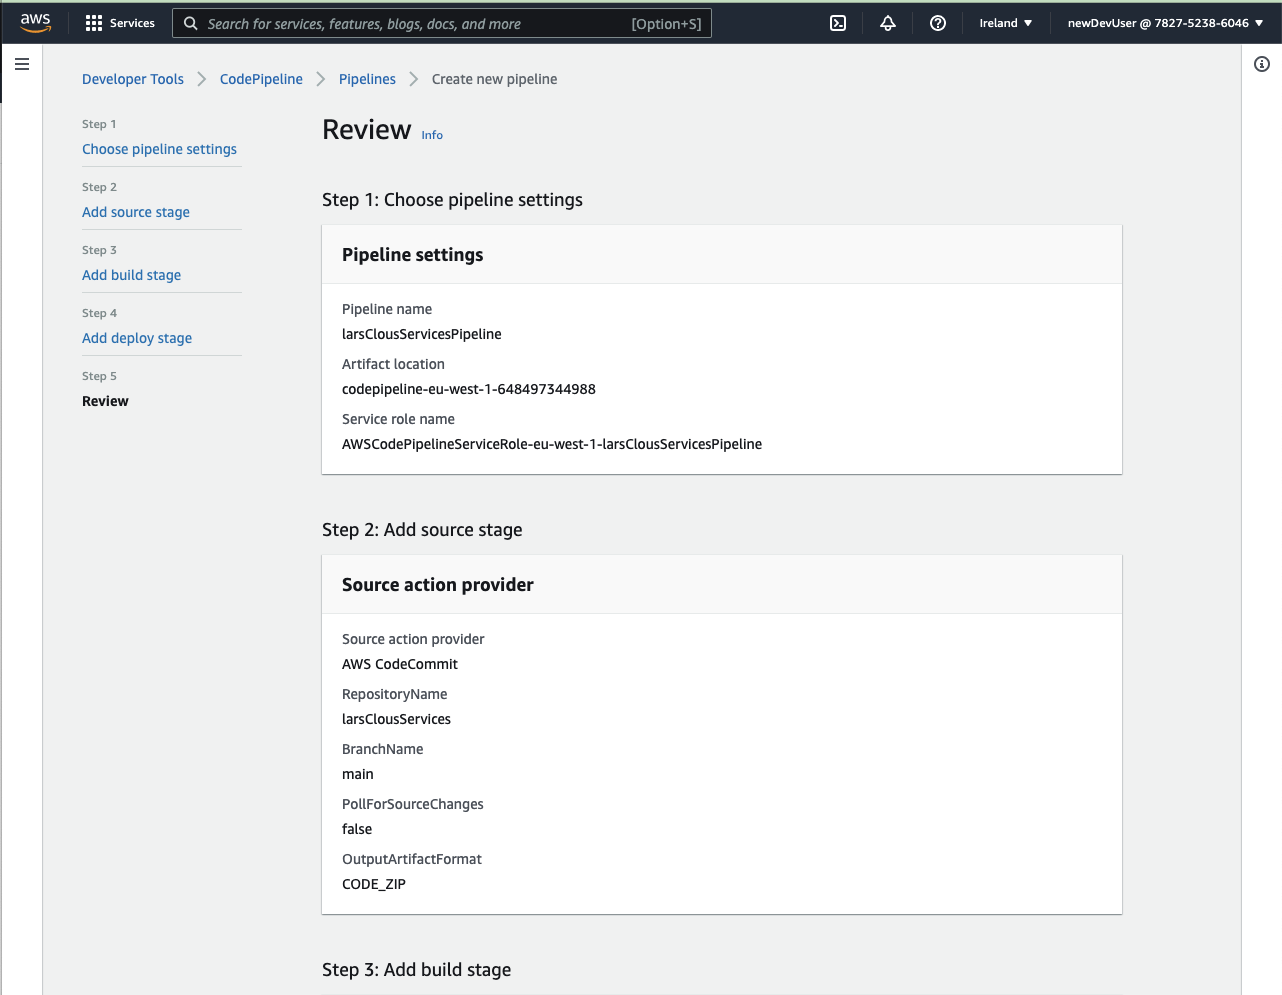 aws Services Search for services, features, blogs, docs, and more [Option+S] Ireland ▼ newDevUser @ 7827-5238-6046 ▼
Developer Tools > CodePipeline > Pipelines > Create new pipeline
Step 1
Choose pipeline settings
Step 2
Add source stage
Step 3
Add build stage
Step 4
Add deploy stage
Step 5
Review
Review Info
Step 1: Choose pipeline settings
Pipeline settings
Pipeline name
larsClousServicesPipeline
Artifact location
codepipeline-eu-west-1-648497344988
Service role name
AWSCodePipelineServiceRole-eu-west-1-larsClousServicesPipeline
Step 2: Add source stage
Source action provider
Source action provider
AWS CodeCommit
RepositoryName
larsClousServices
BranchName
main
PollForSourceChanges
false
OutputArtifactFormat
CODE_ZIP
Step 3: Add build stage